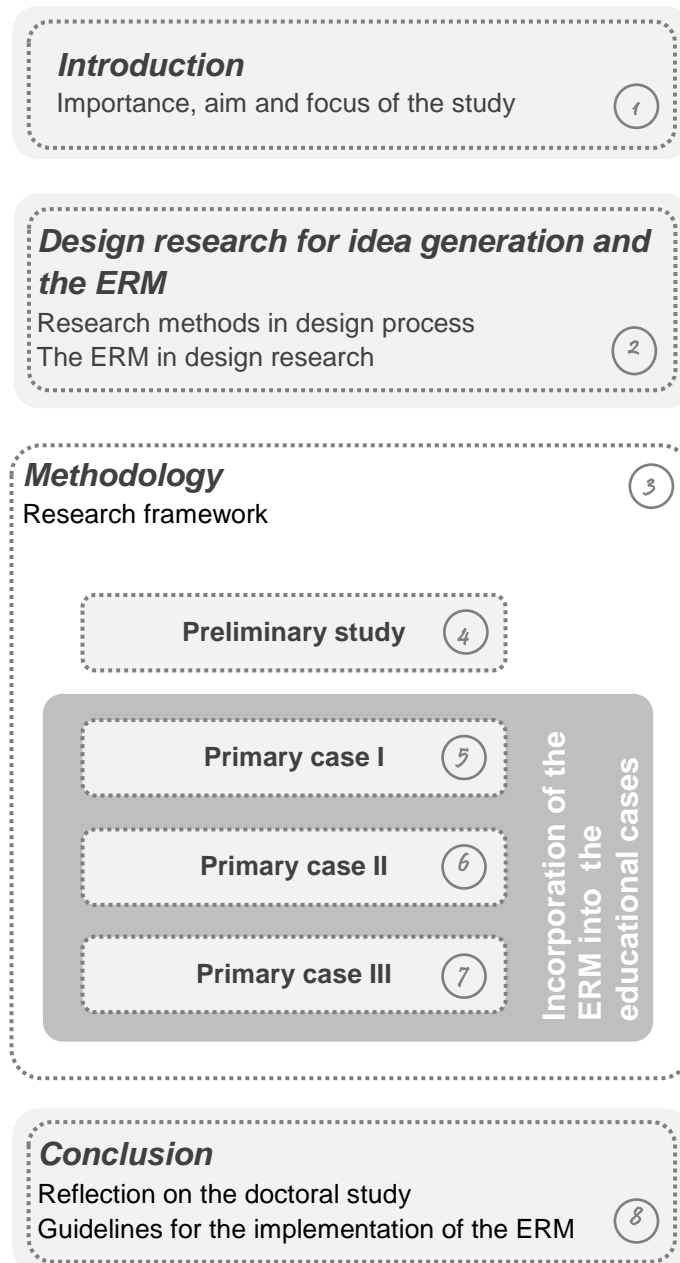 Introduction
Importance, aim and focus of the study
1
Design research for idea generation and
the ERM
Research methods in design process
The ERM in design research
2
Methodology
3
Research framework
Preliminary study 4
Primary case I 5
Primary case II 6
Primary case III 7
Incorporation of the
ERM into the
educational cases
Conclusion
Reflection on the doctoral study
Guidelines for the implementation of the ERM
8